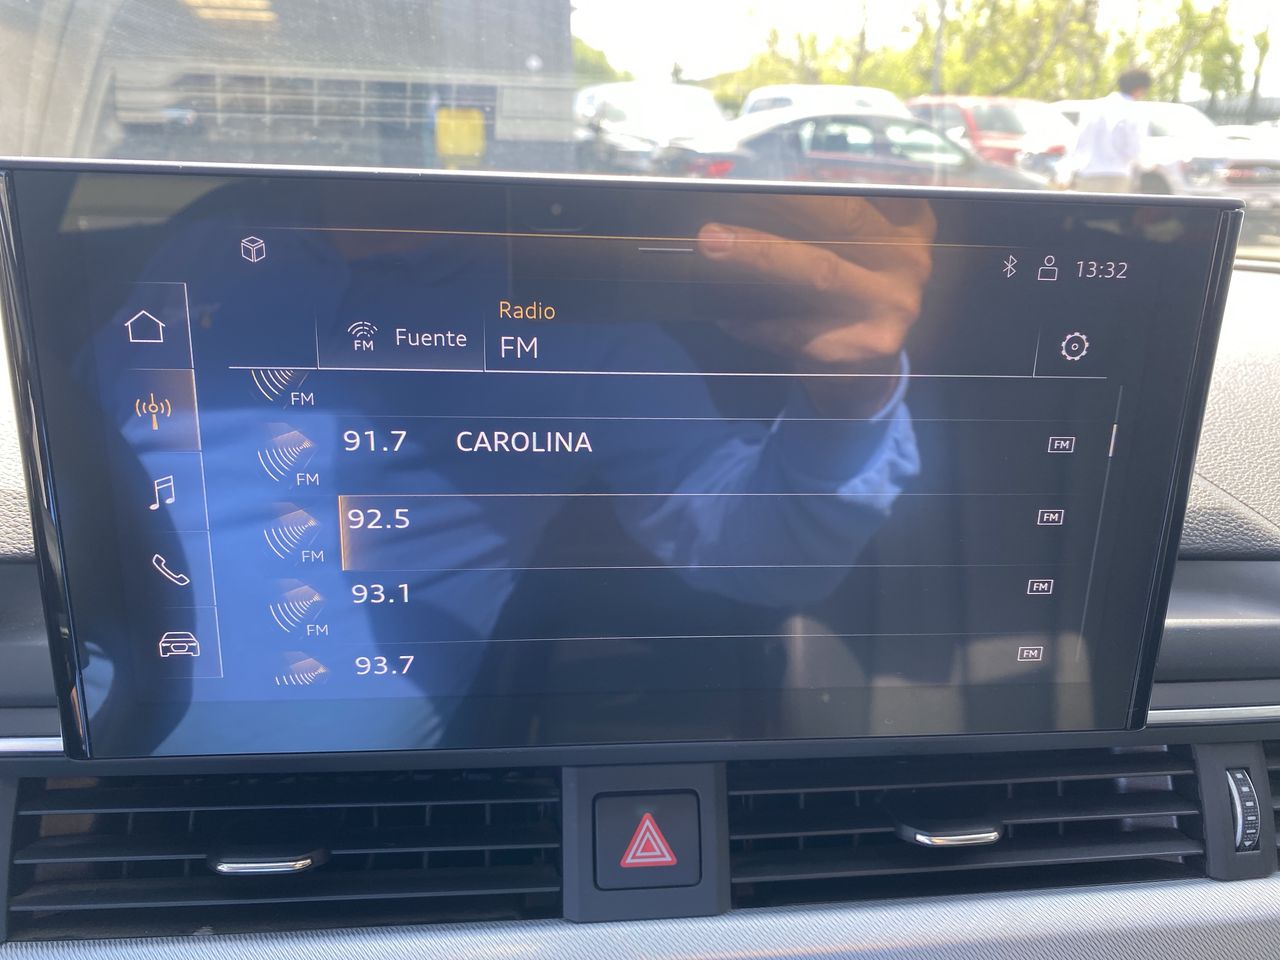 13:32
Radio
FM Fuente
FM
FM
91.7 CAROLINA FM
FM
92.5 FM
FM
93.1 FM
FM
93.7 FM